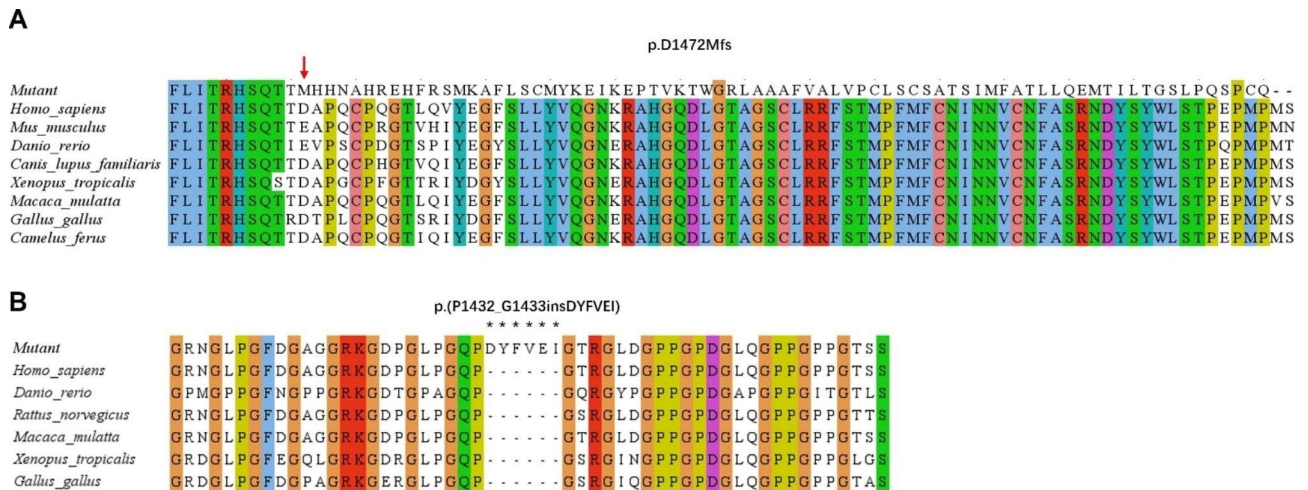 A
p.D1472Mfs
Mutant FLITRHSQTTMHHNAHREHFRSMKAFLSCMYKEIKEPTVKTWGRLAAAFVALVPCLSCSATSIMFATLLQEMTILTGSLPQSPCQ--
Homo_sapiens FLITRHSQTTDAPQCPQGTLQVYEGFSLLYVQGNKRAHGQDLGTAGSCLRRFSTMPFMFCNINNVCNFASRNDYSYWLSTPEPMPMS
Mus_musculus FLITRHSQTTEAPQCPRGTVHIYEGFSLLYVQGNKRAHGQDLGTAGSCLRRFSTMPFMFCNINNVCNFASRNDYSYWLSTPEPMPMN
Danio_rerio FLITRHSQTIEVPSCPDGTSPIYEGYSLLYVQGNERAHGQDLGTAGSCLRRFSTMPFMFCNINNVCNFASRNDYSYWLSTPQPMPMT
Canis_lupus_familiaris FLITRHSQTTDAPQCPHGTVQIYEGFSLLYVQGNKRAHGQDLGTAGSCLRRFSTMPFMFCNINNVCNFASRNDYSYWLSTPEPMPMS
Xenopus_tropicalis FLITRHSQSTDAPGCPFGTTRIYDGYSLLYVQGNERAHGQDLGTAGSCLRRFSTMPFMFCNINNVCNFASRNDYSYWLSTPEPMPMS
Macaca_mulatta FLITRHSQTTDAPQCPQGTLQVYEGFSLLYVQGNKRAHGQDLGTAGSCLRRFSTMPFMFCNINNVCNFASRNDYSYWLSTPEPMPVS
Gallus_gallus FLITRHSQTRDTPLCPQGTSRIYDGFSLLYVQGNERAHGQDLGTAGSCLRRFSTMPFMFCNINNVCNFASRNDYSYWLSTPEPMPMS
Camelus_ferus FLITRHSQTTDAPQCPQGTIQIYEGFSLLYVQGNKRAHGQDLGTAGSCLRRFSTMPFMFCNINNVCNFASRNDYSYWLSTPEPMPMS
B
p.(P1432_G1433insDYFVEI)
* * * * * *
Mutant GRNGLPGFDGAGGRKGDPGLPGQPDYFVEIGTRGLDGPPGPDGLQGPPGPPGTSS
Homo_sapiens GRNGLPGFDGAGGRKGDPGLPGQP------GTRGLDGPPGPDGLQGPPGPPGTSS
Danio_rerio GPMGPPGFNGPPGRKGDTGPAGQP------GQRGYPGPPGPDGAPGPPGITGTLS
Rattus_norvegicus GRNGLPGFDGAGGRKGDPGLPGQP------GSRGLDGPPGPDGLQGPPGPPGTTS
Macaca_mulatta GRNGLPGFDGAGGRKGDPGLPGQP------GTRGLDGPPGPDGLQGPPGPPGTSS
Xenopus_tropicalis GRDGLPGFEGQLGRKGDRGLPGQP------GSRGINGPPGPDGLQGPPGPPGLGS
Gallus_gallus GRDGLPGFDGPAGRKGERGLPGQP------GSRGIQGPPGPDGLQGPPGPPGTAS